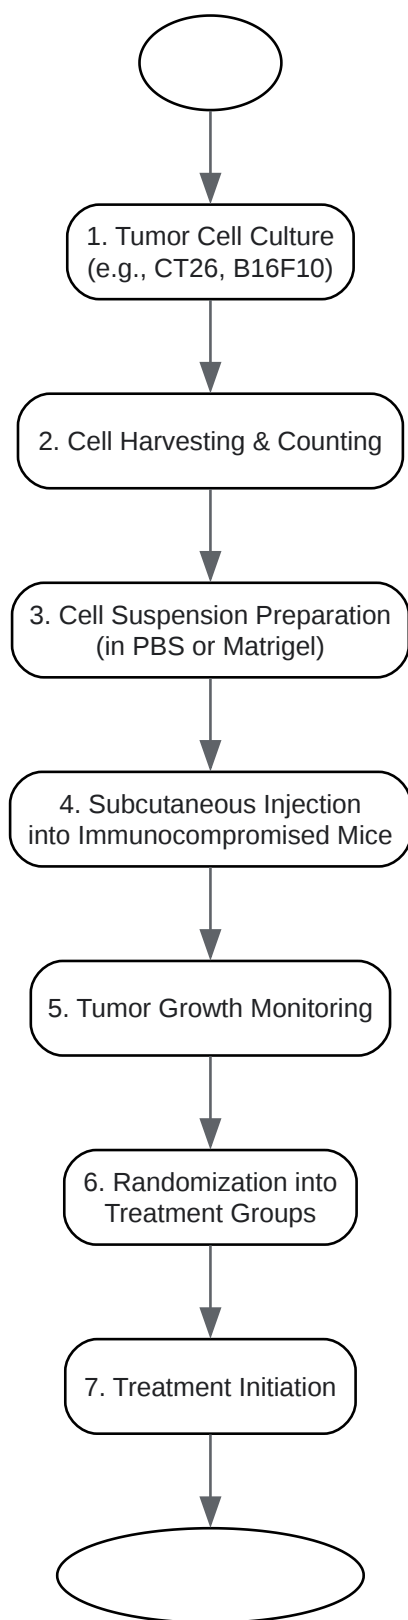 1. Tumor Cell Culture
(e.g., CT26, B16F10)
2. Cell Harvesting & Counting
3. Cell Suspension Preparation
(in PBS or Matrigel)
4. Subcutaneous Injection
into Immunocompromised Mice
5. Tumor Growth Monitoring
6. Randomization into
Treatment Groups
7. Treatment Initiation